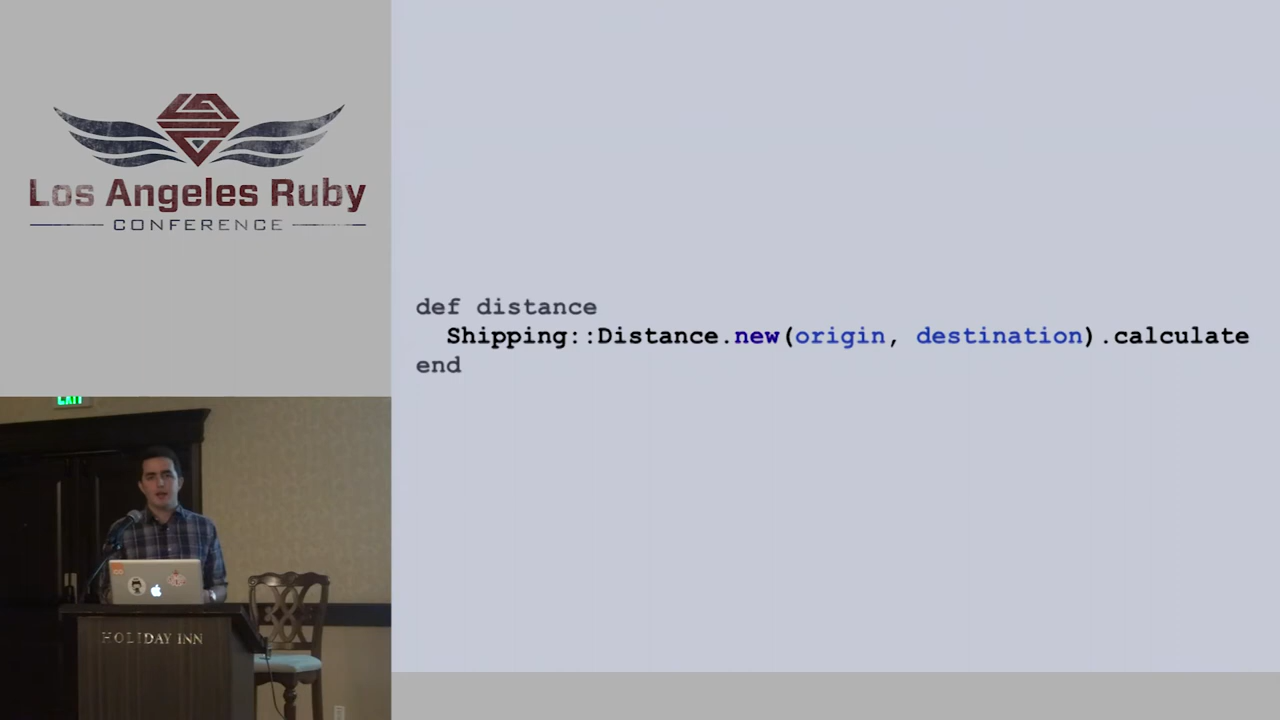 Los Angeles Ruby
CONFERENCE
def distance
  Shipping::Distance.new(origin, destination).calculate
end
EXIT
HOLIDAY INN